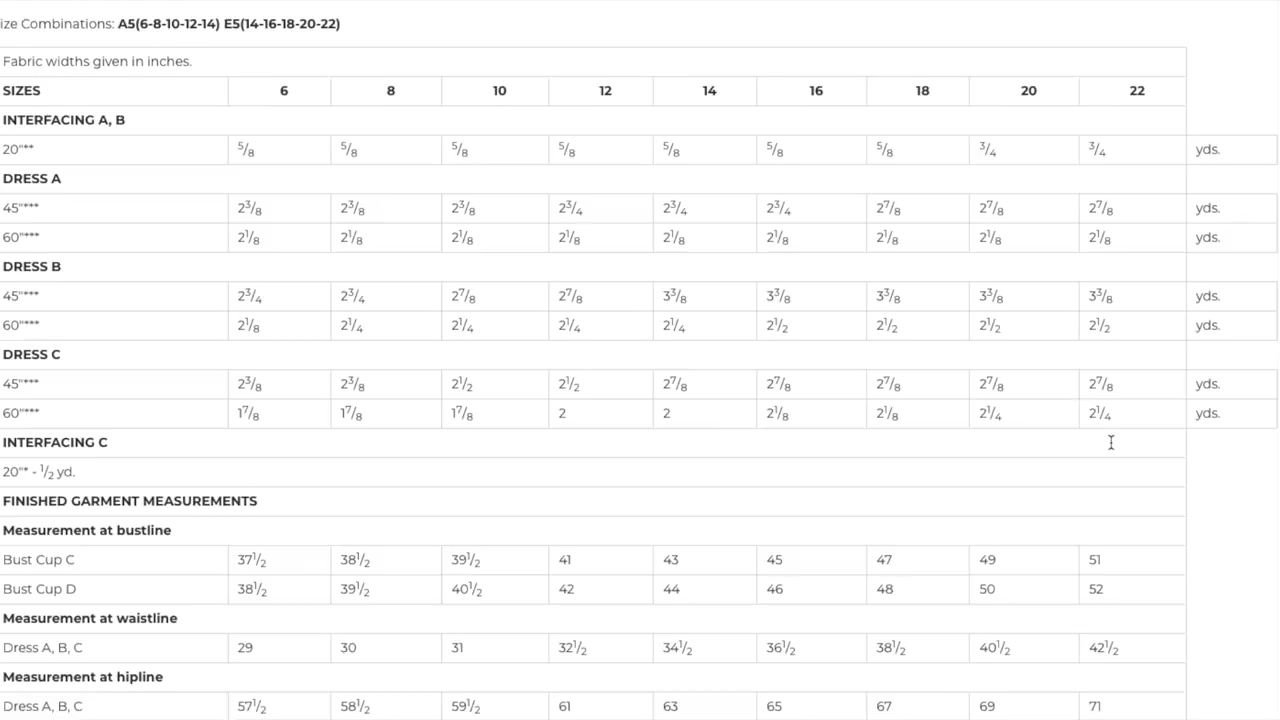 ize Combinations: A5(6-8-10-12-14) E5(14-16-18-20-22)
Fabric widths given in inches.
SIZES 6 8 10 12 14 16 18 20 22
INTERFACING A, B
20"** 5/8 5/8 5/8 5/8 5/8 5/8 5/8 3/4 3/4 yds.
DRESS A
45"*** 2 3/8 2 3/8 2 3/8 2 3/4 2 3/4 2 3/4 2 7/8 2 7/8 2 7/8 yds.
60"*** 2 1/8 2 1/8 2 1/8 2 1/8 2 1/8 2 1/8 2 1/8 2 1/8 2 1/8 yds.
DRESS B
45"*** 2 3/4 2 3/4 2 7/8 2 7/8 3 3/8 3 3/8 3 3/8 3 3/8 3 3/8 yds.
60"*** 2 1/8 2 1/4 2 1/4 2 1/4 2 1/4 2 1/2 2 1/2 2 1/2 2 1/2 yds.
DRESS C
45"*** 2 3/8 2 3/8 2 1/2 2 1/2 2 7/8 2 7/8 2 7/8 2 7/8 2 7/8 yds.
60"*** 1 7/8 1 7/8 1 7/8 2 2 2 1/8 2 1/8 2 1/4 2 1/4 yds.
INTERFACING C
20"* - 1/2 yd.
FINISHED GARMENT MEASUREMENTS
Measurement at bustline
Bust Cup C 37 1/2 38 1/2 39 1/2 41 43 45 47 49 51
Bust Cup D 38 1/2 39 1/2 40 1/2 42 44 46 48 50 52
Measurement at waistline
Dress A, B, C 29 30 31 32 1/2 34 1/2 36 1/2 38 1/2 40 1/2 42 1/2
Measurement at hipline
Dress A, B, C 57 1/2 58 1/2 59 1/2 61 63 65 67 69 71